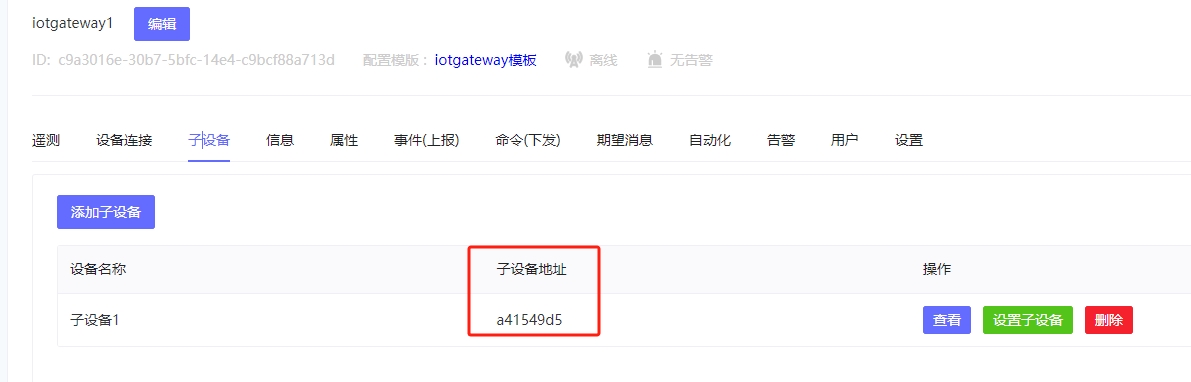 iotgateway1 编辑
ID: c9a3016e-30b7-5bfc-14e4-c9bcf88a713d 配置模版： iotgateway模板 离线 无告警
遥测 设备连接 子设备 信息 属性 事件(上报) 命令(下发) 期望消息 自动化 告警 用户 设置
添加子设备
设备名称 子设备地址 操作
子设备1 a41549d5 查看 设置子设备 删除